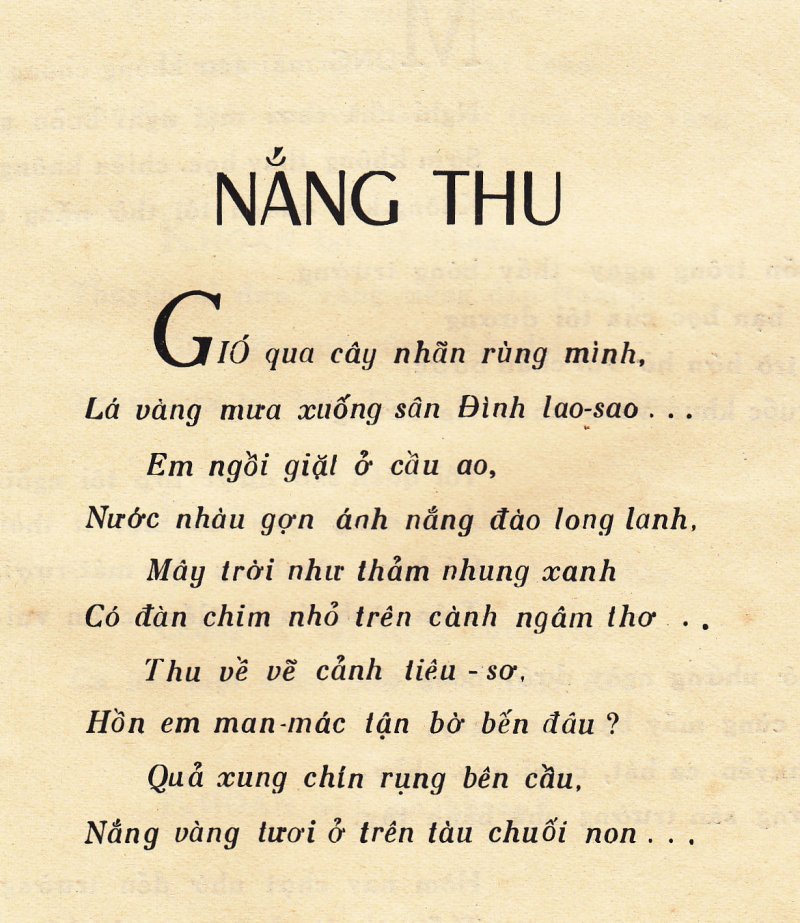 NẮNG THU
GIÓ qua cây nhãn rùng mình,
Lá vàng mưa xuống sân Đình lao-sao . . .
Em ngồi giặt ở cầu ao,
Nước nhàu gợn ánh nắng đào long lanh,
Mây trời như thảm nhung xanh
Có đàn chim nhỏ trên cành ngâm thơ . .
Thu về vẽ cảnh tiêu - sơ,
Hồn em man-mác tận bờ bến đâu ?
Quả xung chín rụng bên cầu,
Nắng vàng tươi ở trên tàu chuối non . . .